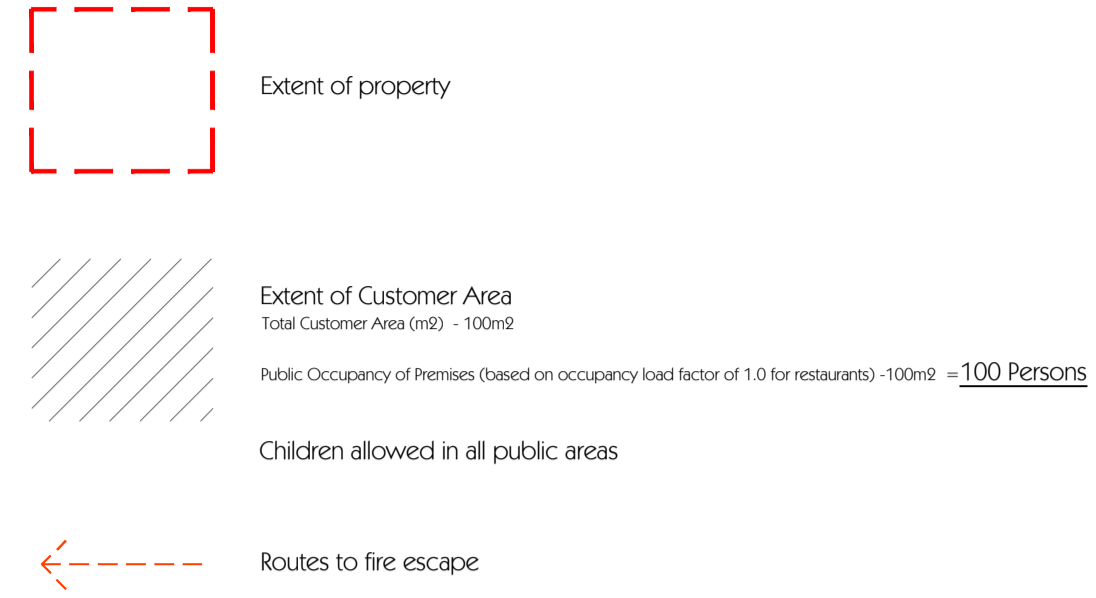 Extent of property
Extent of Customer Area
Total Customer Area (m2) - 100m2
Public Occupancy of Premises (based on occupancy load factor of 1.0 for restaurants) -100m2 =100 Persons
Children allowed in all public areas
Routes to fire escape